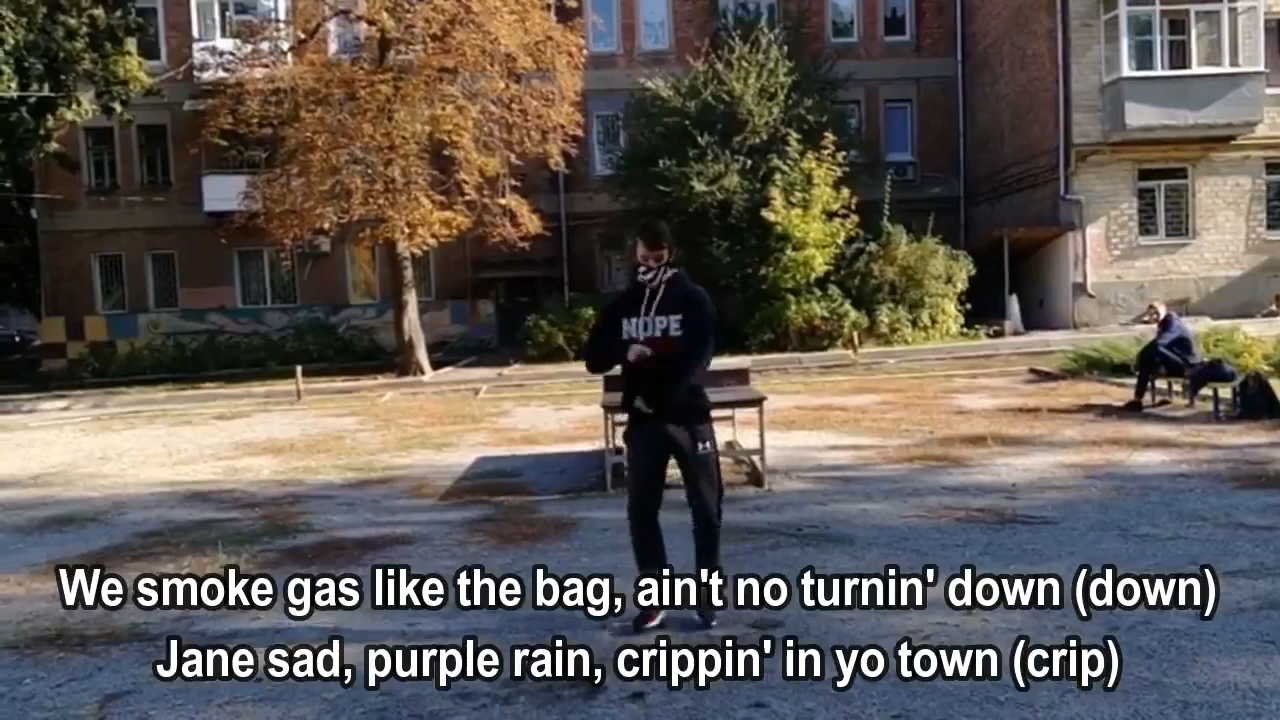 NOPE
We smoke gas like the bag, ain't no turnin' down (down)
Jane sad, purple rain, crippin' in yo town (crip)